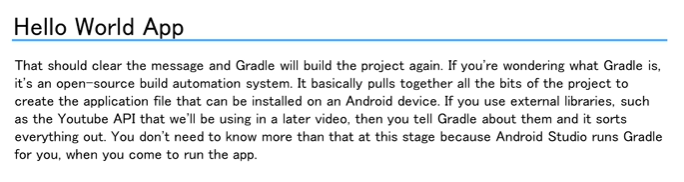 Hello World App
That should clear the message and Gradle will build the project again. If you're wondering what Gradle is,
it's an open-source build automation system. It basically pulls together all the bits of the project to
create the application file that can be installed on an Android device. If you use external libraries, such
as the Youtube API that we'll be using in a later video, then you tell Gradle about them and it sorts
everything out. You don't need to know more than that at this stage because Android Studio runs Gradle
for you, when you come to run the app.